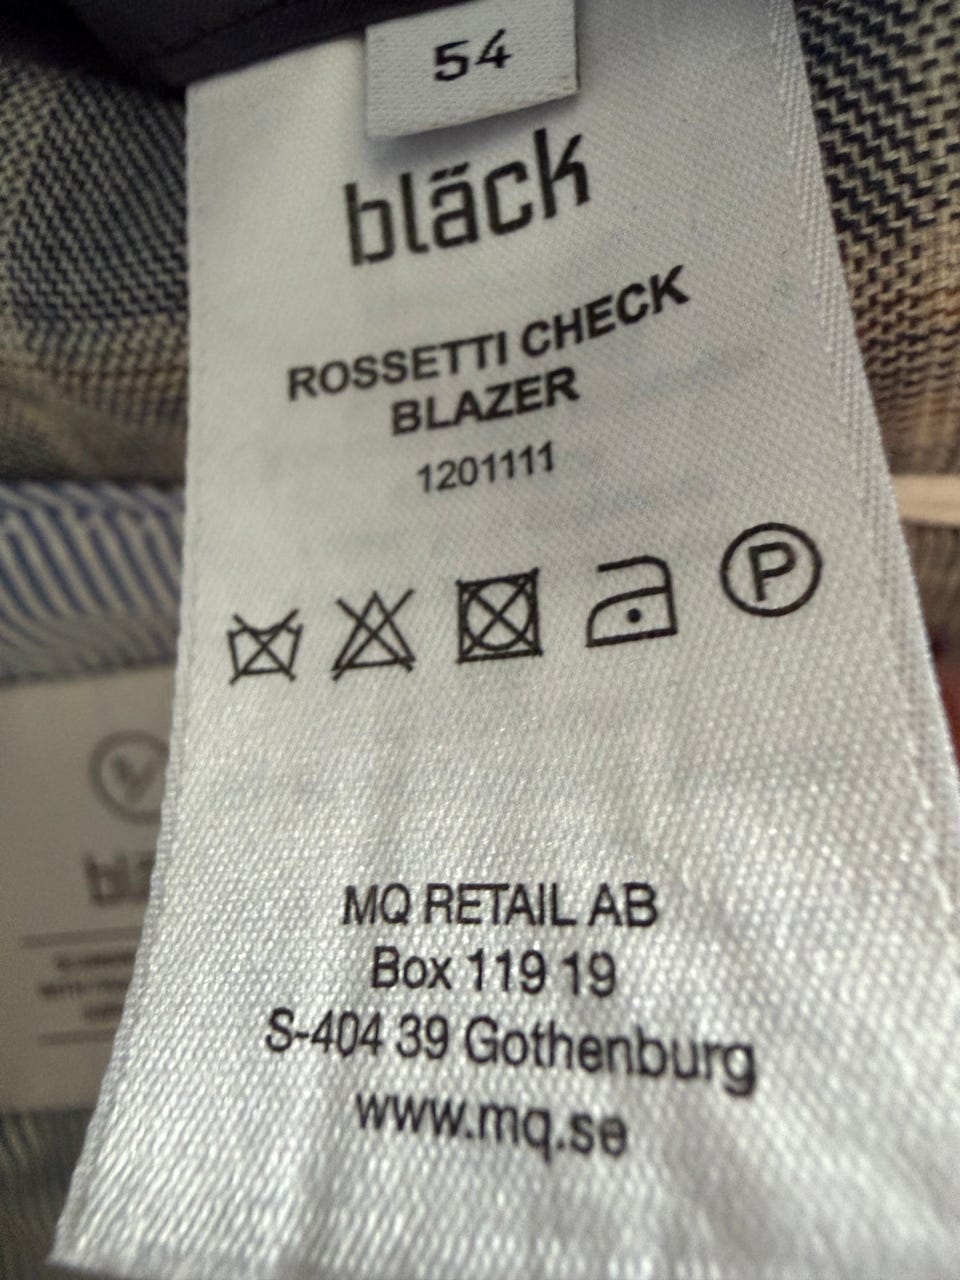 54
bläck
ROSSETTI CHECK
BLAZER
1201111
P
MQ RETAIL AB
Box 119 19
S-404 39 Gothenburg
www.mq.se